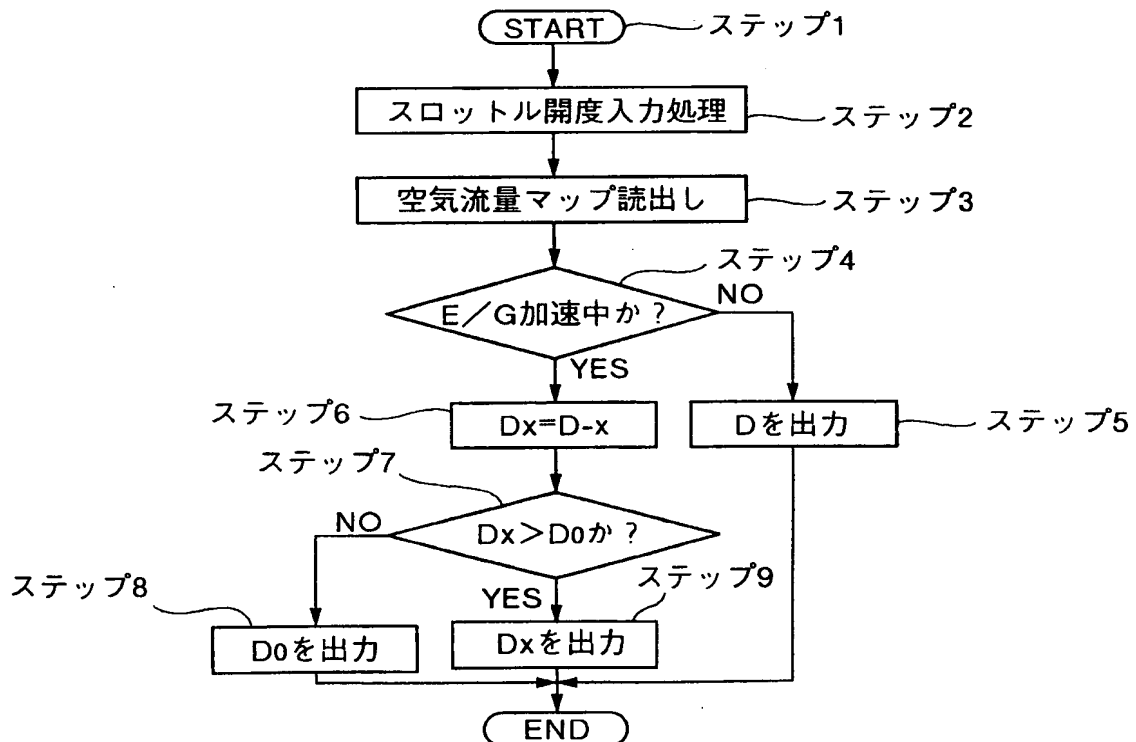 START
ステップ1
スロットル開度入力処理
ステップ2
空気流量マップ読出し
ステップ3
ステップ4
E/G加速中か?
NO
YES
ステップ6
Dx=D-x
Dを出力
ステップ5
ステップ7
NO
Dx>D0か?
ステップ8
YES
ステップ9
D0を出力
Dxを出力
END